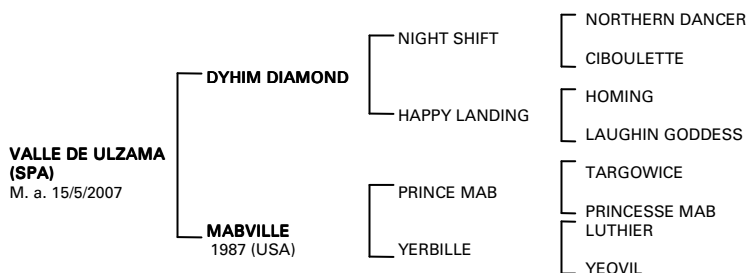 NORTHERN DANCER
NIGHT SHIFT
CIBOULETTE
DYHIM DIAMOND
HOMING
HAPPY LANDING
LAUGHIN GODDESS
VALLE DE ULZAMA
(SPA)
M. a. 15/5/2007
TARGOWICE
PRINCE MAB
PRINCESSE MAB
MABVILLE
1987 (USA)
LUTHIER
YERBILLE
YEOVIL